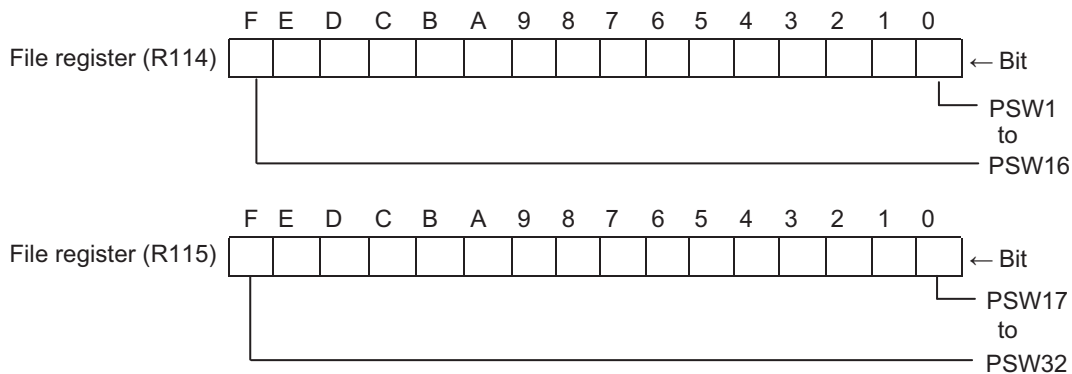 F E D C B A 9 8 7 6 5 4 3 2 1 0
File register (R114) ← Bit
PSW1
to
PSW16
F E D C B A 9 8 7 6 5 4 3 2 1 0
File register (R115) ← Bit
PSW17
to
PSW32